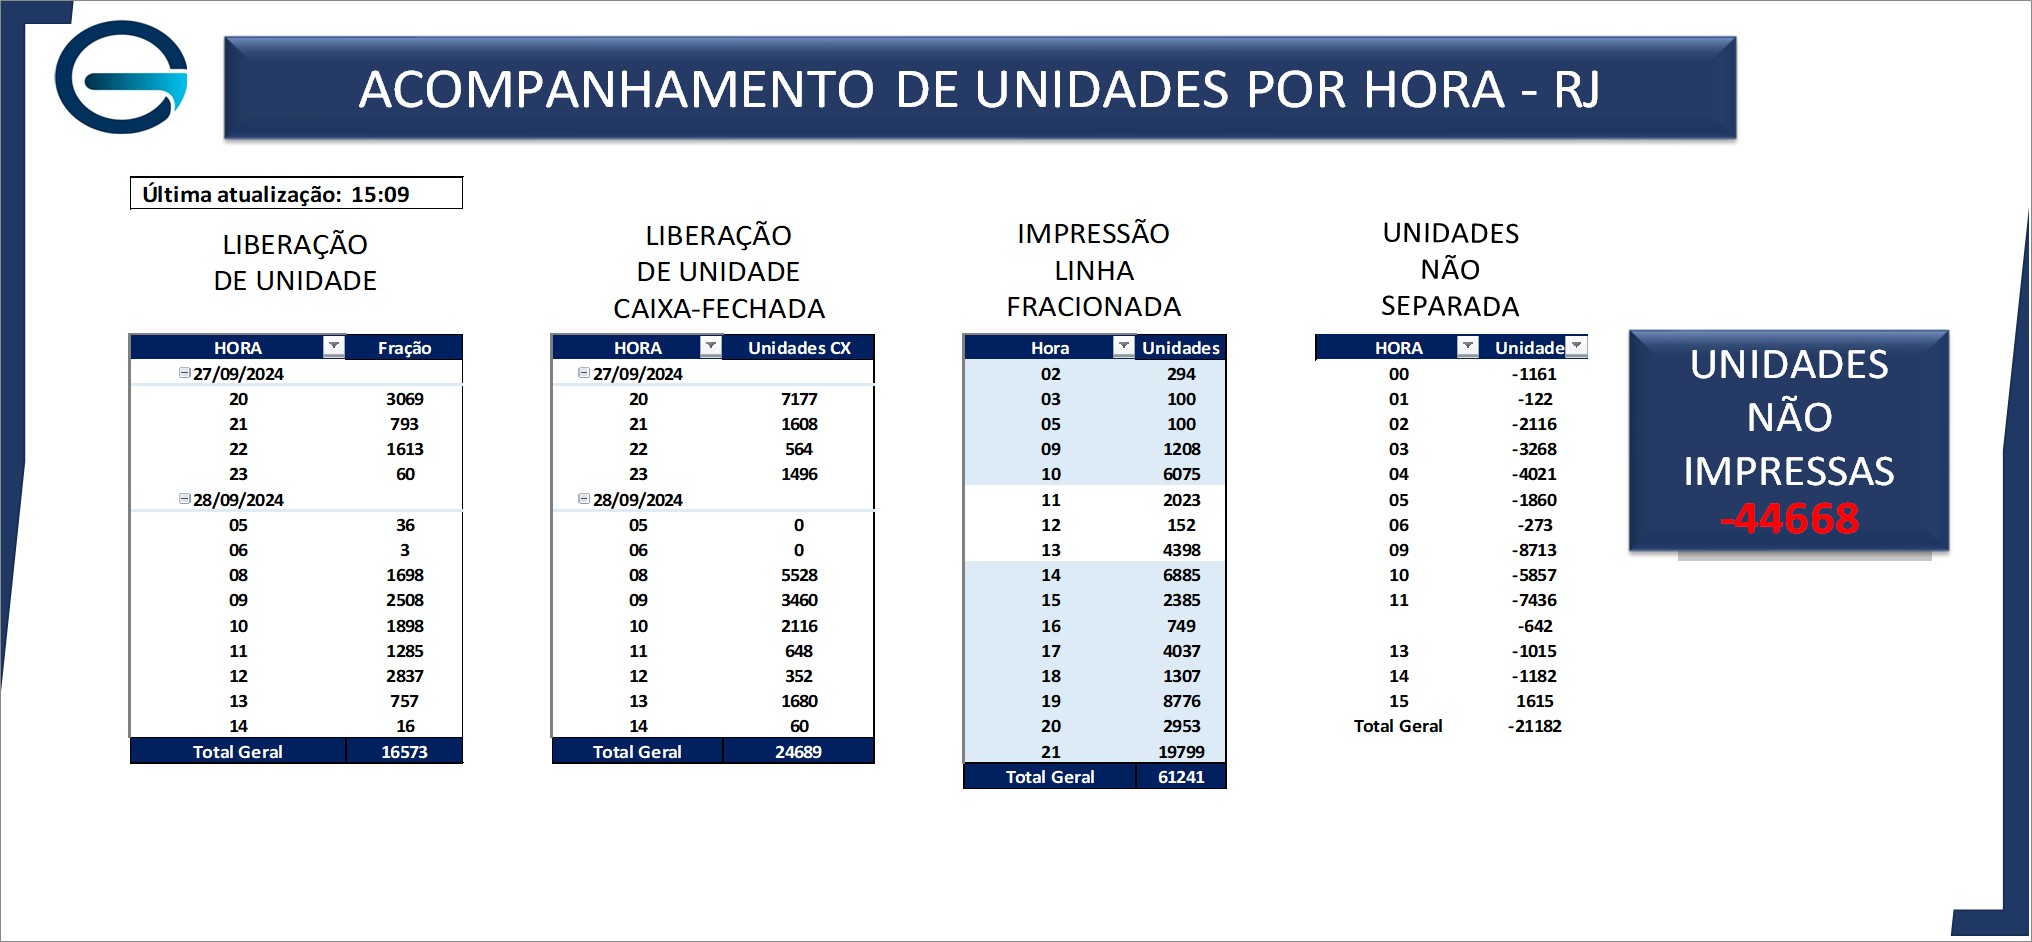 ACOMPANHAMENTO DE UNIDADES POR HORA - RJ
Última atualização: 15:09
LIBERAÇÃO
DE UNIDADE
HORA Fração
27/09/2024
20 3069
21 793
22 1613
23 60
28/09/2024
05 36
06 3
08 1698
09 2508
10 1898
11 1285
12 2837
13 757
14 16
Total Geral 16573
LIBERAÇÃO
DE UNIDADE
CAIXA-FECHADA
HORA Unidades CX
27/09/2024
20 7177
21 1608
22 564
23 1496
28/09/2024
05 0
06 0
08 5528
09 3460
10 2116
11 648
12 352
13 1680
14 60
Total Geral 24689
IMPRESSÃO
LINHA
FRACIONADA
Hora Unidades
02 294
03 100
05 100
09 1208
10 6075
11 2023
12 152
13 4398
14 6885
15 2385
16 749
17 4037
18 1307
19 8776
20 2953
21 19799
Total Geral 61241
UNIDADES
NÃO
SEPARADA
HORA Unidade
00 -1161
01 -122
02 -2116
03 -3268
04 -4021
05 -1860
06 -273
09 -8713
10 -5857
11 -7436
-642
13 -1015
14 -1182
15 1615
Total Geral -21182
UNIDADES
NÃO
IMPRESSAS
-44668